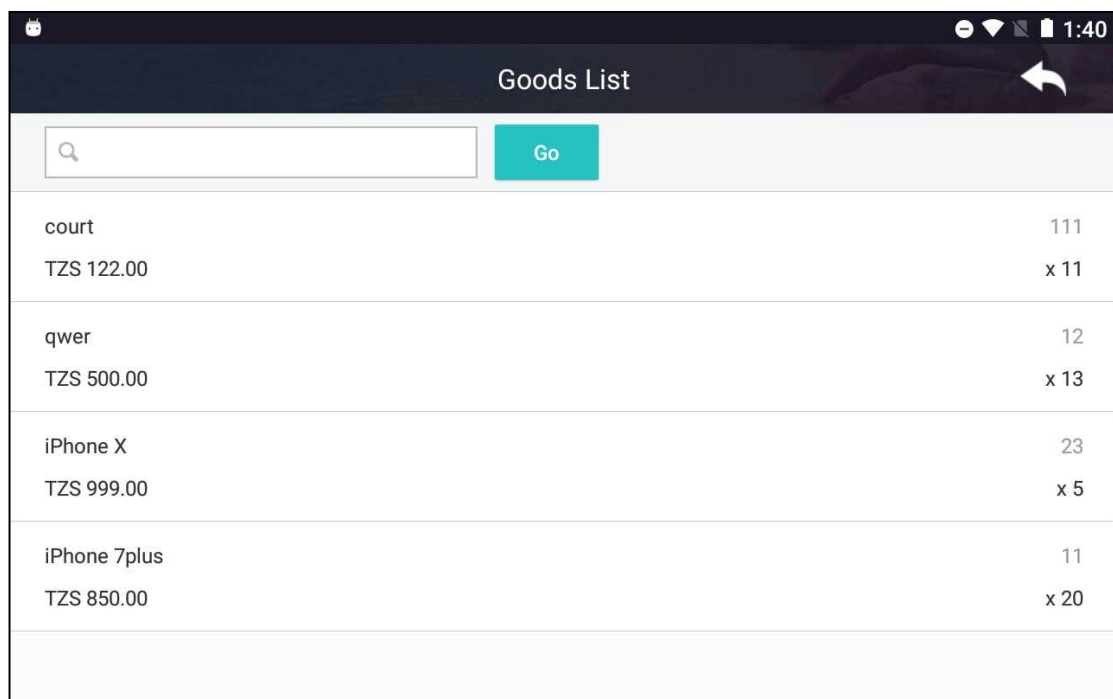 1:40
Goods List
Go
court 111
TZS 122.00 x 11
qwer 12
TZS 500.00 x 13
iPhone X 23
TZS 999.00 x 5
iPhone 7plus 11
TZS 850.00 x 20